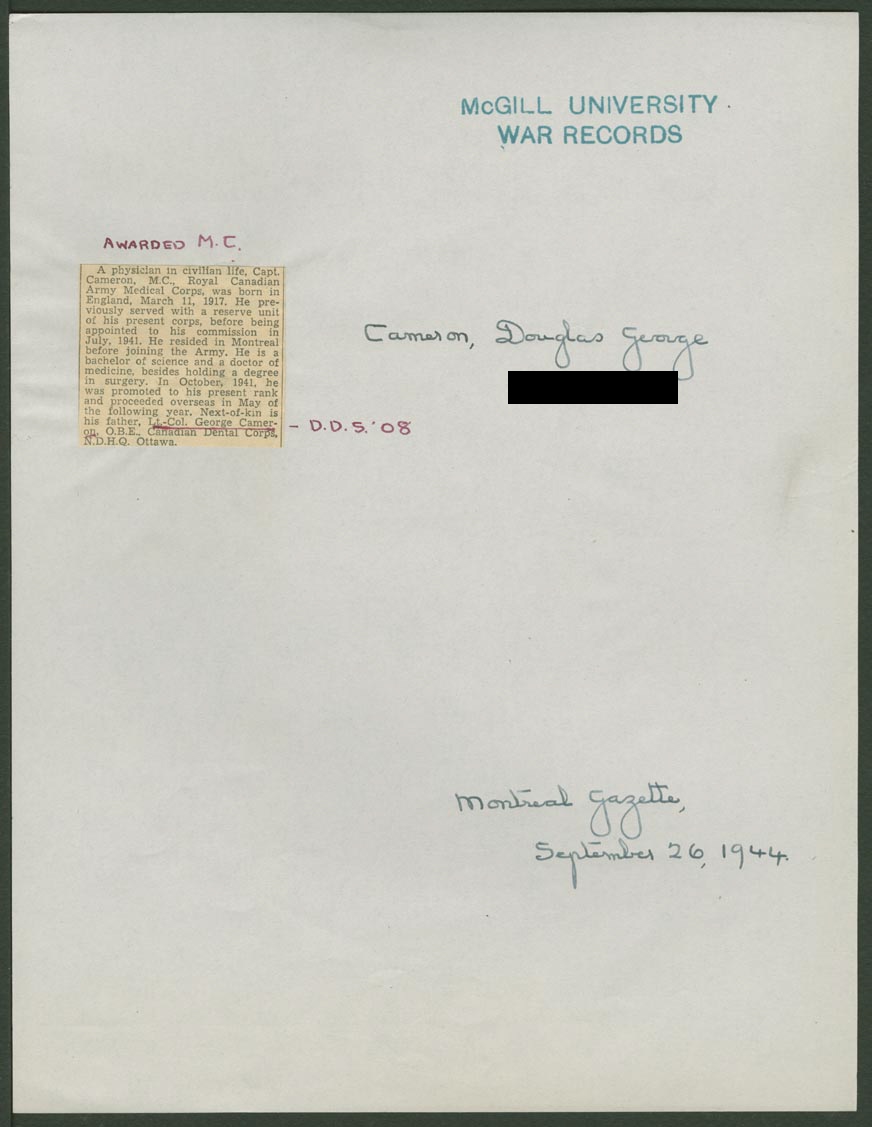 McGILL UNIVERSITY
WAR RECORDS
AWARDED M.C.
A physician in civilian life, Capt.
Cameron, M.C., Royal Canadian
Army Medical Corps, was born in
England, March 11, 1917. He pre-
viously served with a reserve unit
of his present corps, before being
appointed to his commission in
July, 1941. He resided in Montreal
before joining the Army. He is a
bachelor of science and a doctor of
medicine, besides holding a degree
in surgery. In October, 1941, he
was promoted to his present rank
and proceeded overseas in May of
the following year. Next-of-kin is
his father, Lt.-Col. George Camer-
on, O.B.E., Canadian Dental Corps,
N.D.H.Q. Ottawa.
- D.D.S. '08
Cameron, Douglas George
Montreal Gazette,
September 26, 1944.